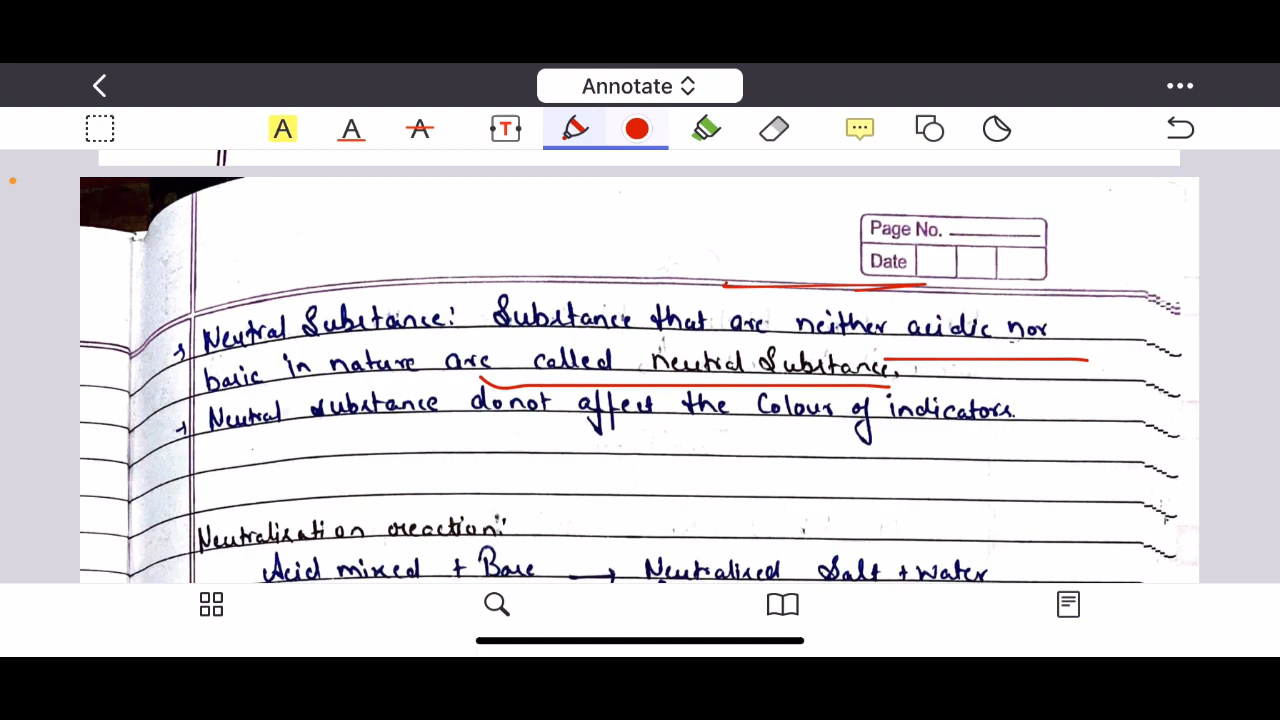 Annotate
A A A T
Page No.
Date
→ Neutral Substance: Substance that are neither acidic nor
basic in nature are called neutral Substance.
→ Neutral substance donot affect the Colour of indicators.
Neutralisation reaction:
Acid mixed + Base → Neutralised Salt + water